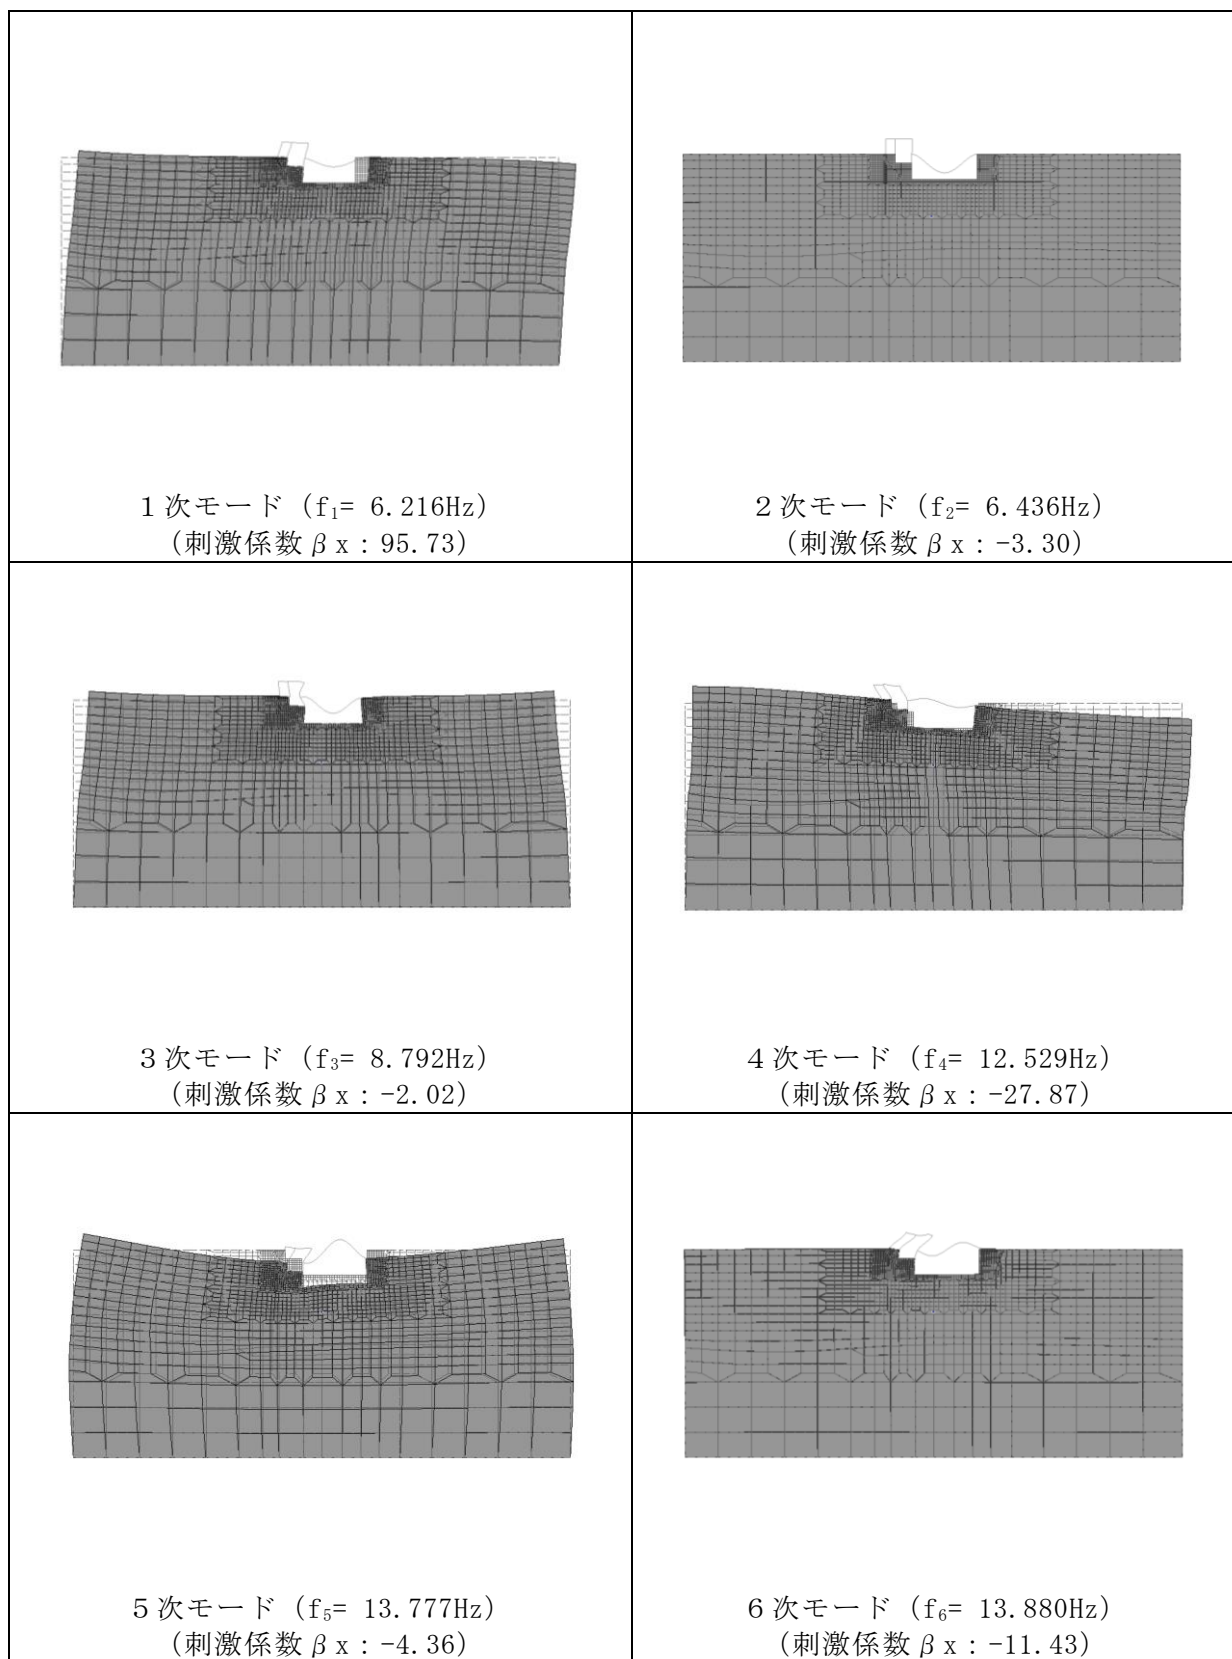 1次モード (f₁= 6.216Hz)
(刺激係数βx：95.73)
2次モード (f₂= 6.436Hz)
(刺激係数βx：-3.30)
3次モード (f₃= 8.792Hz)
(刺激係数βx：-2.02)
4次モード (f₄= 12.529Hz)
(刺激係数βx：-27.87)
5次モード (f₅= 13.777Hz)
(刺激係数βx：-4.36)
6次モード (f₆= 13.880Hz)
(刺激係数βx：-11.43)